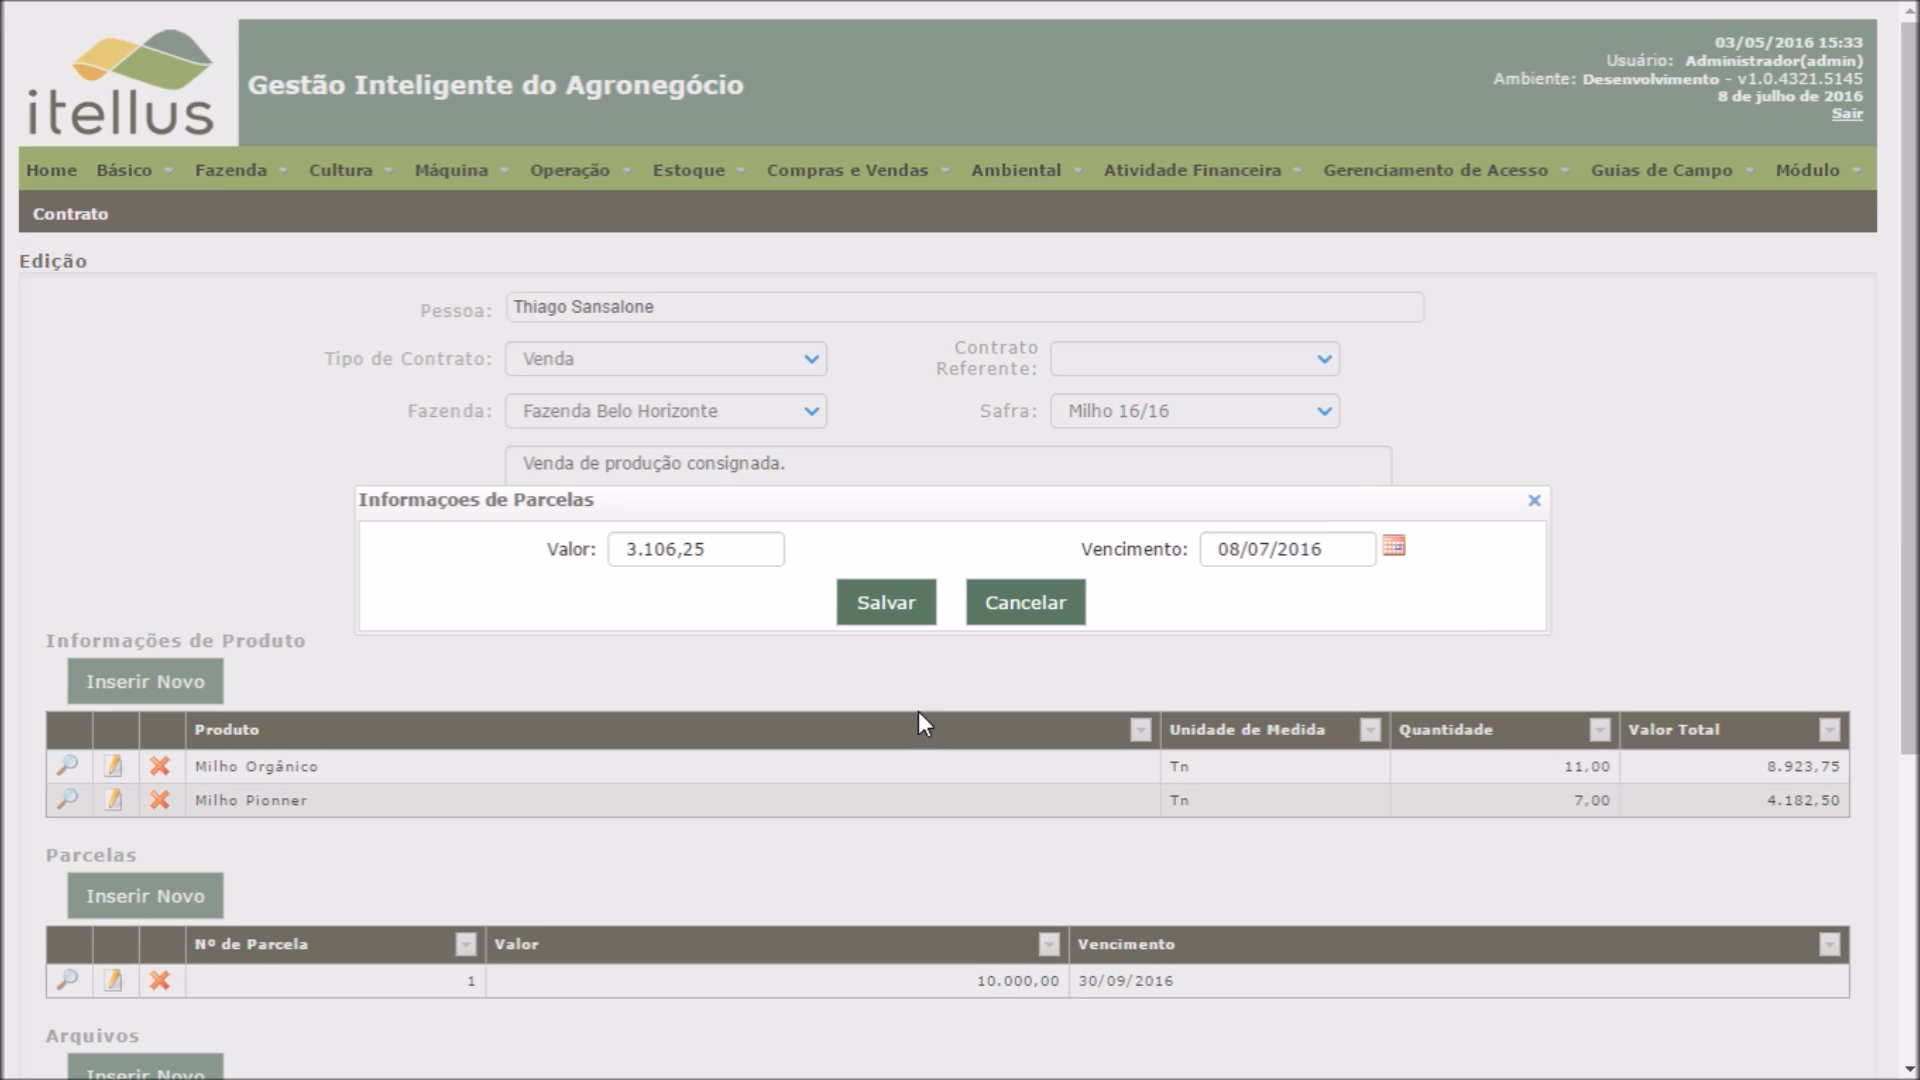 itellus
Gestão Inteligente do Agronegócio
03/05/2016 15:33
Usuário: Administrador(admin)
Ambiente: Desenvolvimento - v1.0.4321.5145
8 de julho de 2016
Sair
Home Básico Fazenda Cultura Máquina Operação Estoque Compras e Vendas Ambiental Atividade Financeira Gerenciamento de Acesso Guias de Campo Módulo
Contrato
Edição
Pessoa: Thiago Sansalone
Tipo de Contrato: Venda
Contrato
Referente:
Fazenda: Fazenda Belo Horizonte Safra: Milho 16/16
Venda de produção consignada.
Informaçoes de Parcelas
Valor: 3.106,25 Vencimento: 08/07/2016
Salvar Cancelar
Informações de Produto
Inserir Novo
Produto Unidade de Medida Quantidade Valor Total
Milho Orgânico Tn 11,00 8.923,75
Milho Pionner Tn 7,00 4.182,50
Parcelas
Inserir Novo
Nº de Parcela Valor Vencimento
1 10.000,00 30/09/2016
Arquivos
Inserir Novo